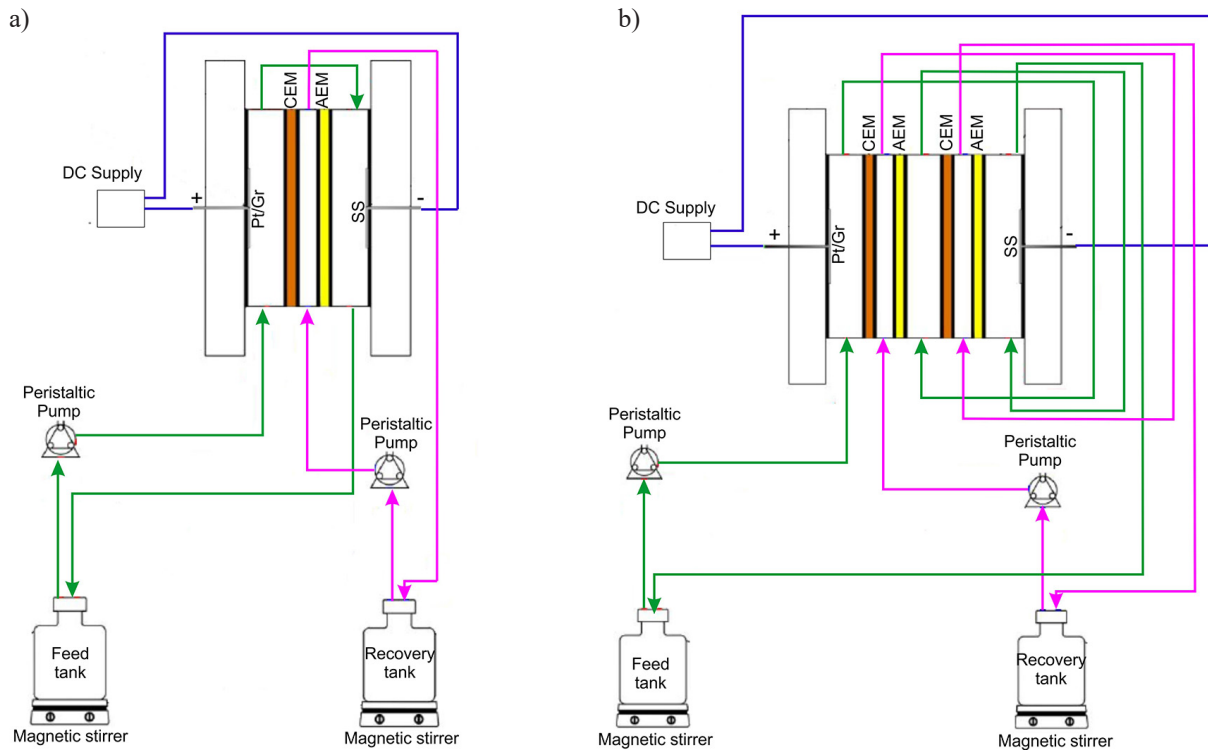 a)
CEM
AEM
DC Supply
+
-
Pt/Gr
SS
Peristaltic
Pump
Peristaltic
Pump
Feed
tank
Recovery
tank
Magnetic stirrer
Magnetic stirrer
b)
CEM
AEM
CEM
AEM
DC Supply
+
-
Pt/Gr
SS
Peristaltic
Pump
Peristaltic
Pump
Feed
tank
Recovery
tank
Magnetic stirrer
Magnetic stirrer